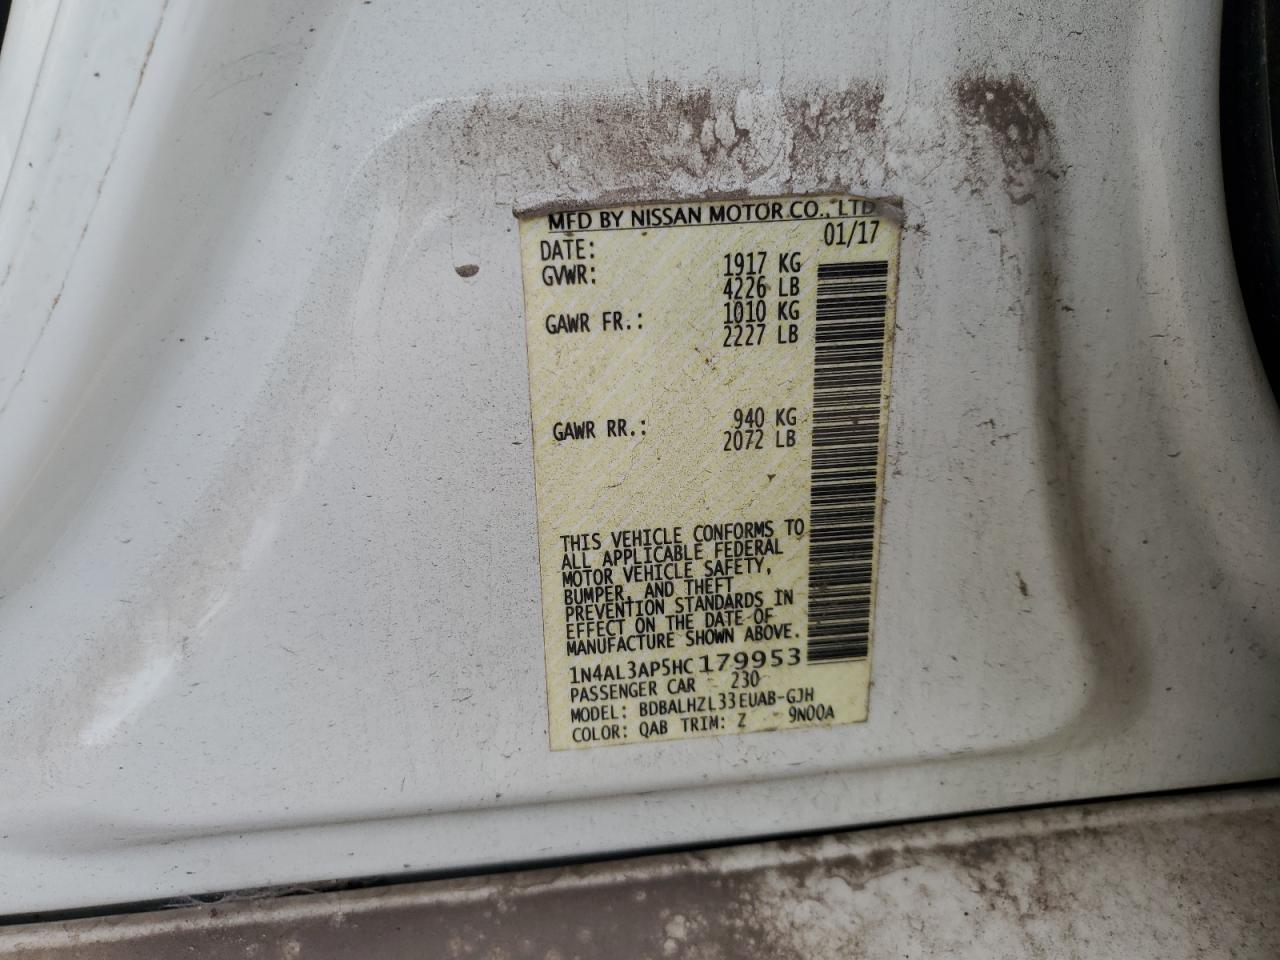 MFD BY NISSAN MOTOR CO., LTD
DATE: 01/17
GVWR: 1917 KG
4226 LB
GAWR FR.: 1010 KG
2227 LB
GAWR RR.: 940 KG
2072 LB
THIS VEHICLE CONFORMS TO
ALL APPLICABLE FEDERAL
MOTOR VEHICLE SAFETY,
BUMPER, AND THEFT
PREVENTION STANDARDS IN
EFFECT ON THE DATE OF
MANUFACTURE SHOWN ABOVE.
1N4AL3AP5HC179953
PASSENGER CAR 230
MODEL: BDBALHZL33EUAB-GJH
COLOR: QAB TRIM: Z 9N00A